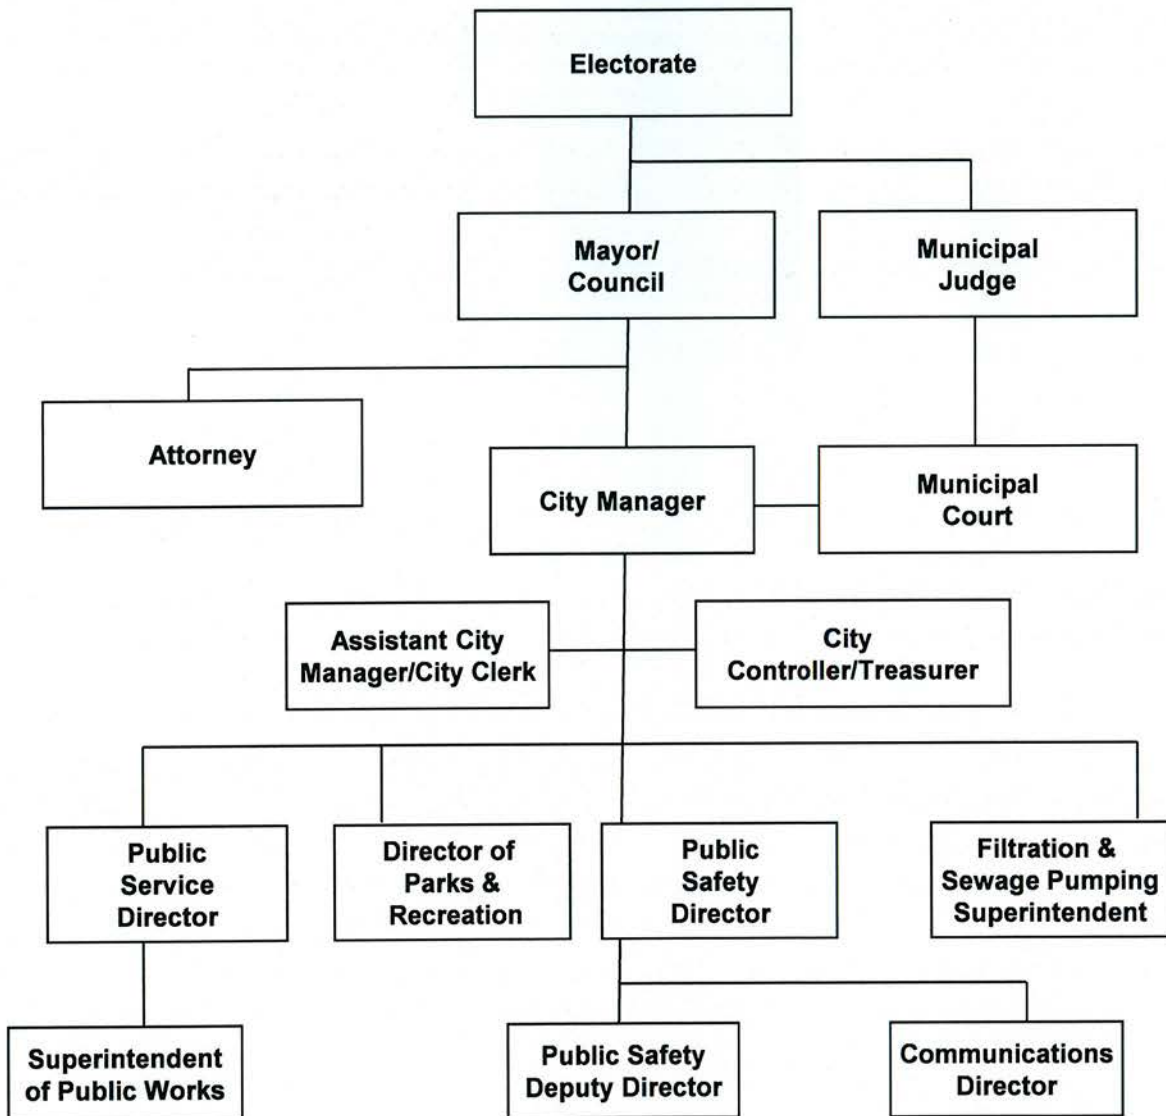 Electorate
Mayor/
Council
Municipal
Judge
Attorney
City Manager
Municipal
Court
Assistant City
Manager/City Clerk
City
Controller/Treasurer
Public
Service
Director
Director of
Parks &
Recreation
Public
Safety
Director
Filtration &
Sewage Pumping
Superintendent
Superintendent
of Public Works
Public Safety
Deputy Director
Communications
Director